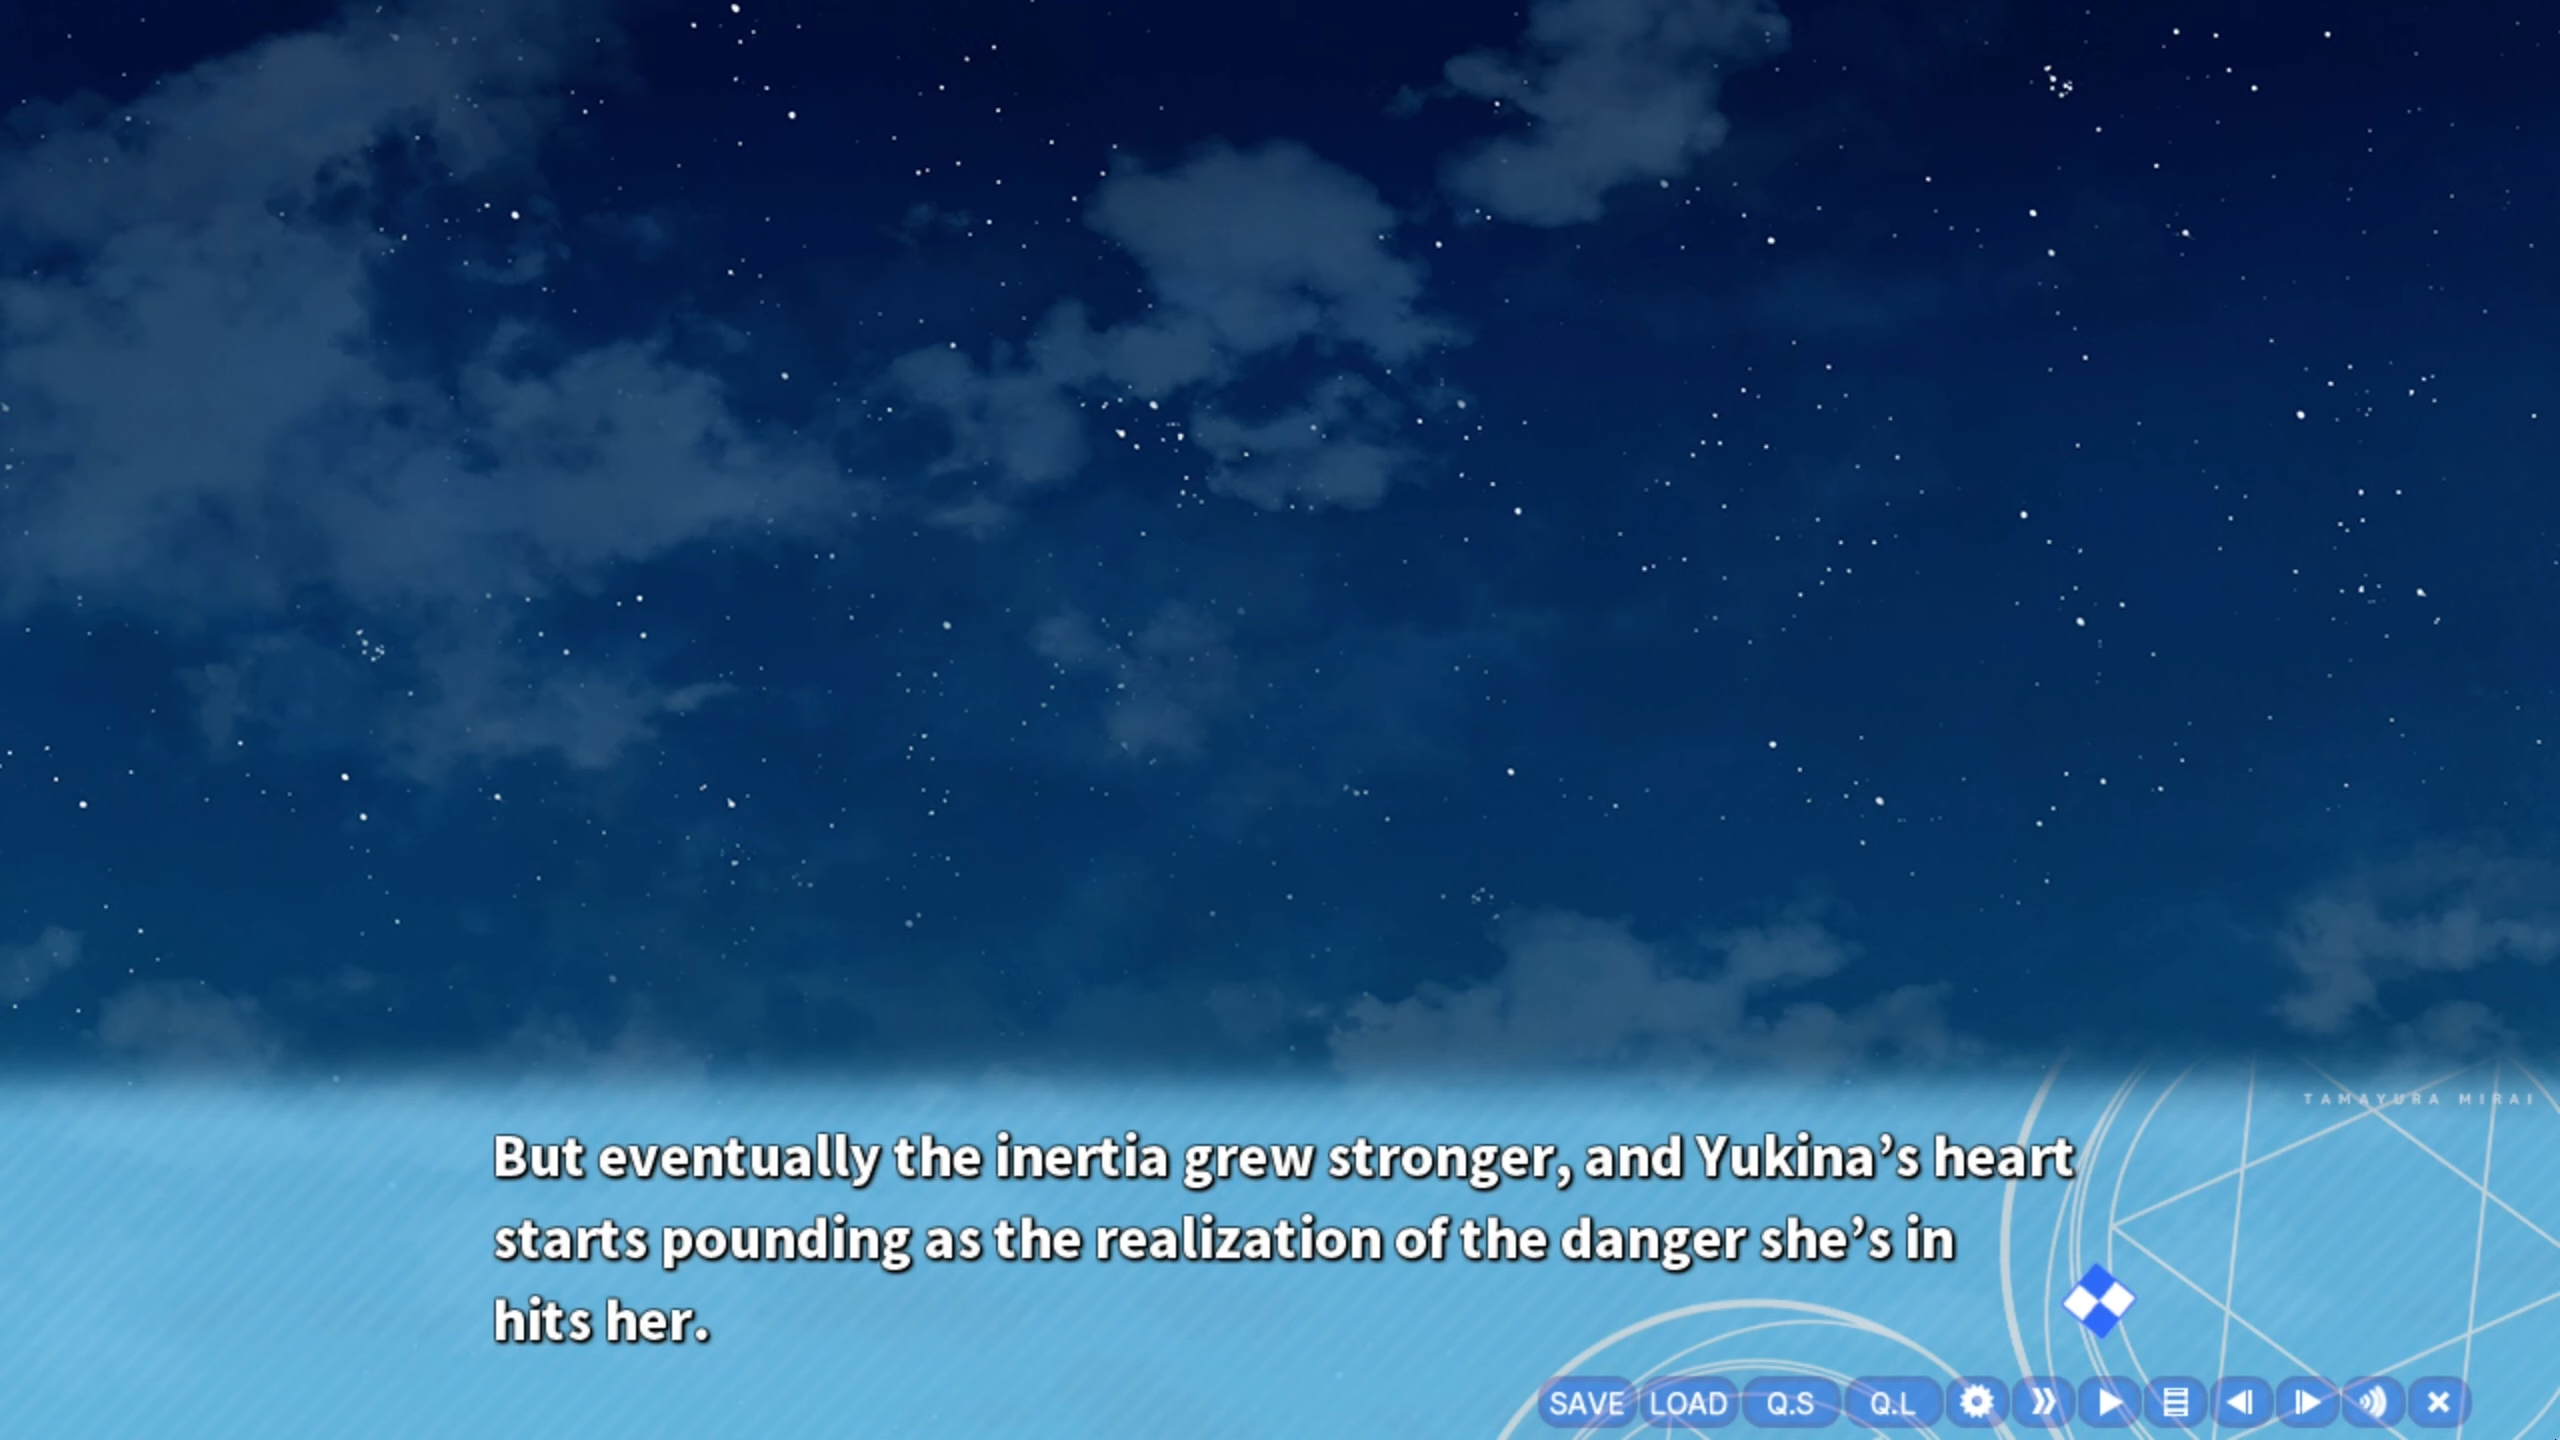 TAMAYURA MIRAI
But eventually the inertia grew stronger, and Yukina’s heart
starts pounding as the realization of the danger she’s in
hits her.
SAVE LOAD Q.S Q.L